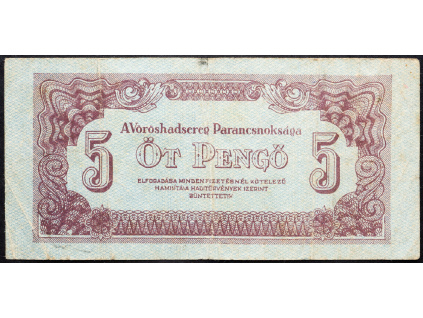 A Vöröshadsereg Parancsnoksága
5 ÖT PENGŐ 5
ELFOGADÁSA MINDEN FIZETÉSNÉL KÖTELEZŐ
HAMISÍTÁSA HADITÖRVÉNYEK SZERINT
BÜNTETTETIK